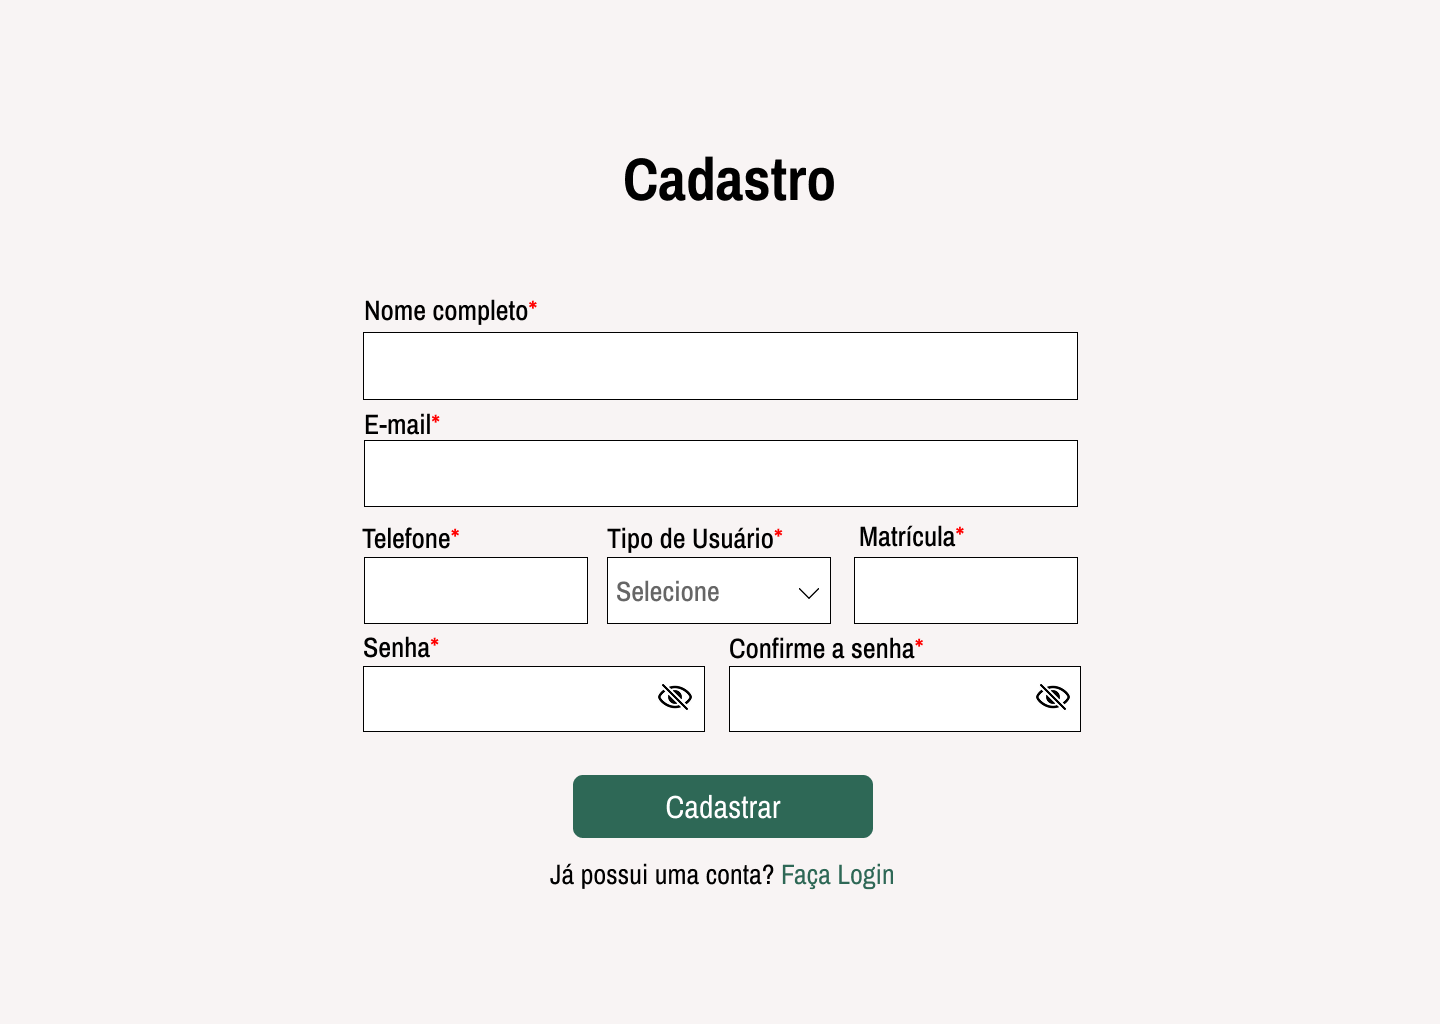 Cadastro
Nome completo*
E-mail*
Telefone* Tipo de Usuário* Matrícula*
Selecione
Senha* Confirme a senha*
Cadastrar
Já possui uma conta? Faça Login